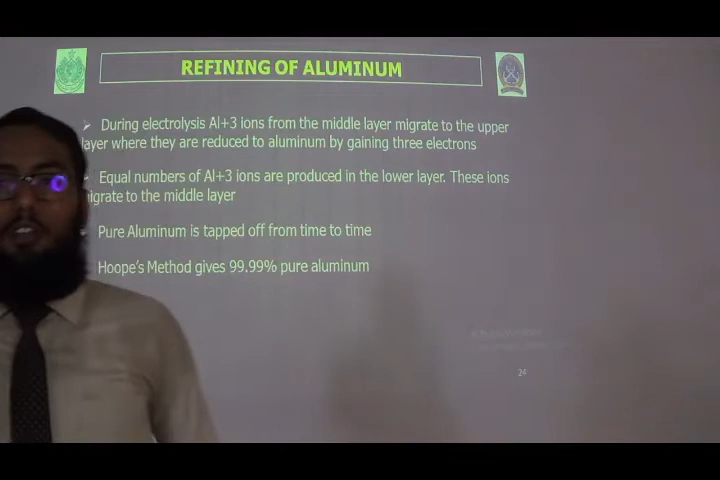 REFINING OF ALUMINUM
During electrolysis Al+3 ions from the middle layer migrate to the upper
layer where they are reduced to aluminum by gaining three electrons
Equal numbers of Al+3 ions are produced in the lower layer. These ions
migrate to the middle layer
Pure Aluminum is tapped off from time to time
Hoope's Method gives 99.99% pure aluminum
24